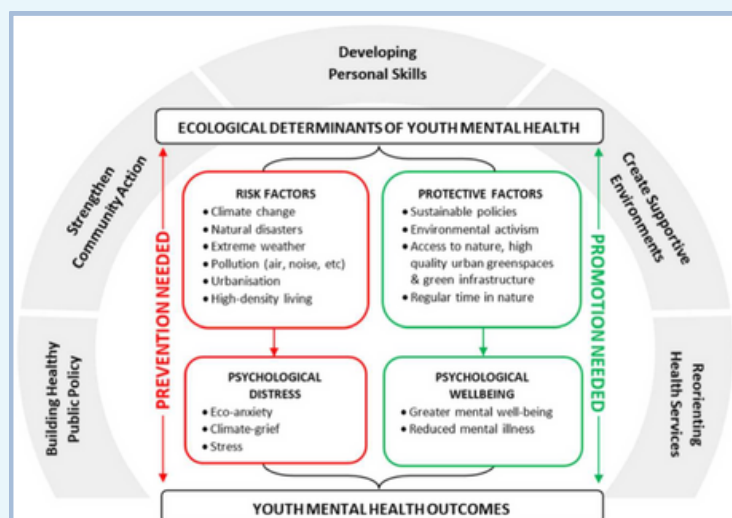 Developing
Personal Skills
Strengthen
Community Action
Create Supportive
Environments
Building Healthy
Public Policy
Reorienting
Health Services
ECOLOGICAL DETERMINANTS OF YOUTH MENTAL HEALTH
PREVENTION NEEDED
RISK FACTORS
• Climate change
• Natural disasters
• Extreme weather
• Pollution (air, noise, etc)
• Urbanisation
• High-density living
PROTECTIVE FACTORS
• Sustainable policies
• Environmental activism
• Access to nature, high
quality urban greenspaces
& green infrastructure
• Regular time in nature
PROMOTION NEEDED
PSYCHOLOGICAL
DISTRESS
• Eco-anxiety
• Climate-grief
• Stress
PSYCHOLOGICAL
WELLBEING
• Greater mental well-being
• Reduced mental illness
YOUTH MENTAL HEALTH OUTCOMES